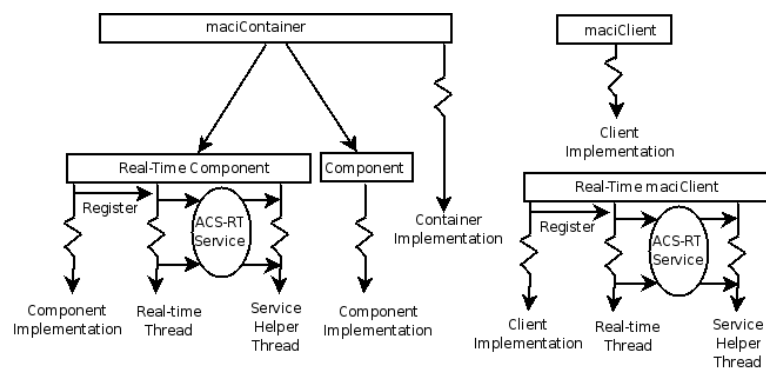 maciContainer
maciClient
Client
Implementation
Real-Time Component
Component
Real-Time maciClient
Register
ACS-RT
Service
Container
Implementation
Register
ACS-RT
Service
Component
Implementation
Real-time
Thread
Service
Helper
Thread
Component
Implementation
Client
Implementation
Real-time
Thread
Service
Helper
Thread